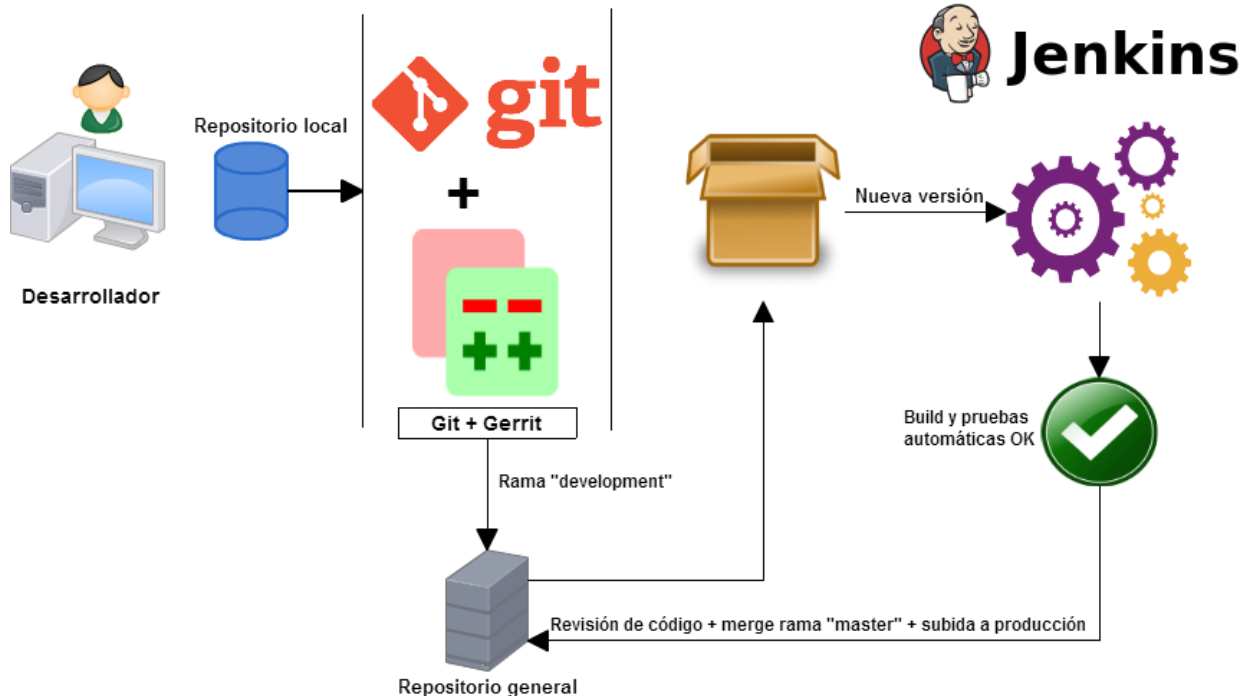 Jenkins
git
Repositorio local
+
Nueva versión
Desarrollador
Git + Gerrit
Build y pruebas
automáticas OK
Rama "development"
Revisión de código + merge rama "master" + subida a producción
Repositorio general